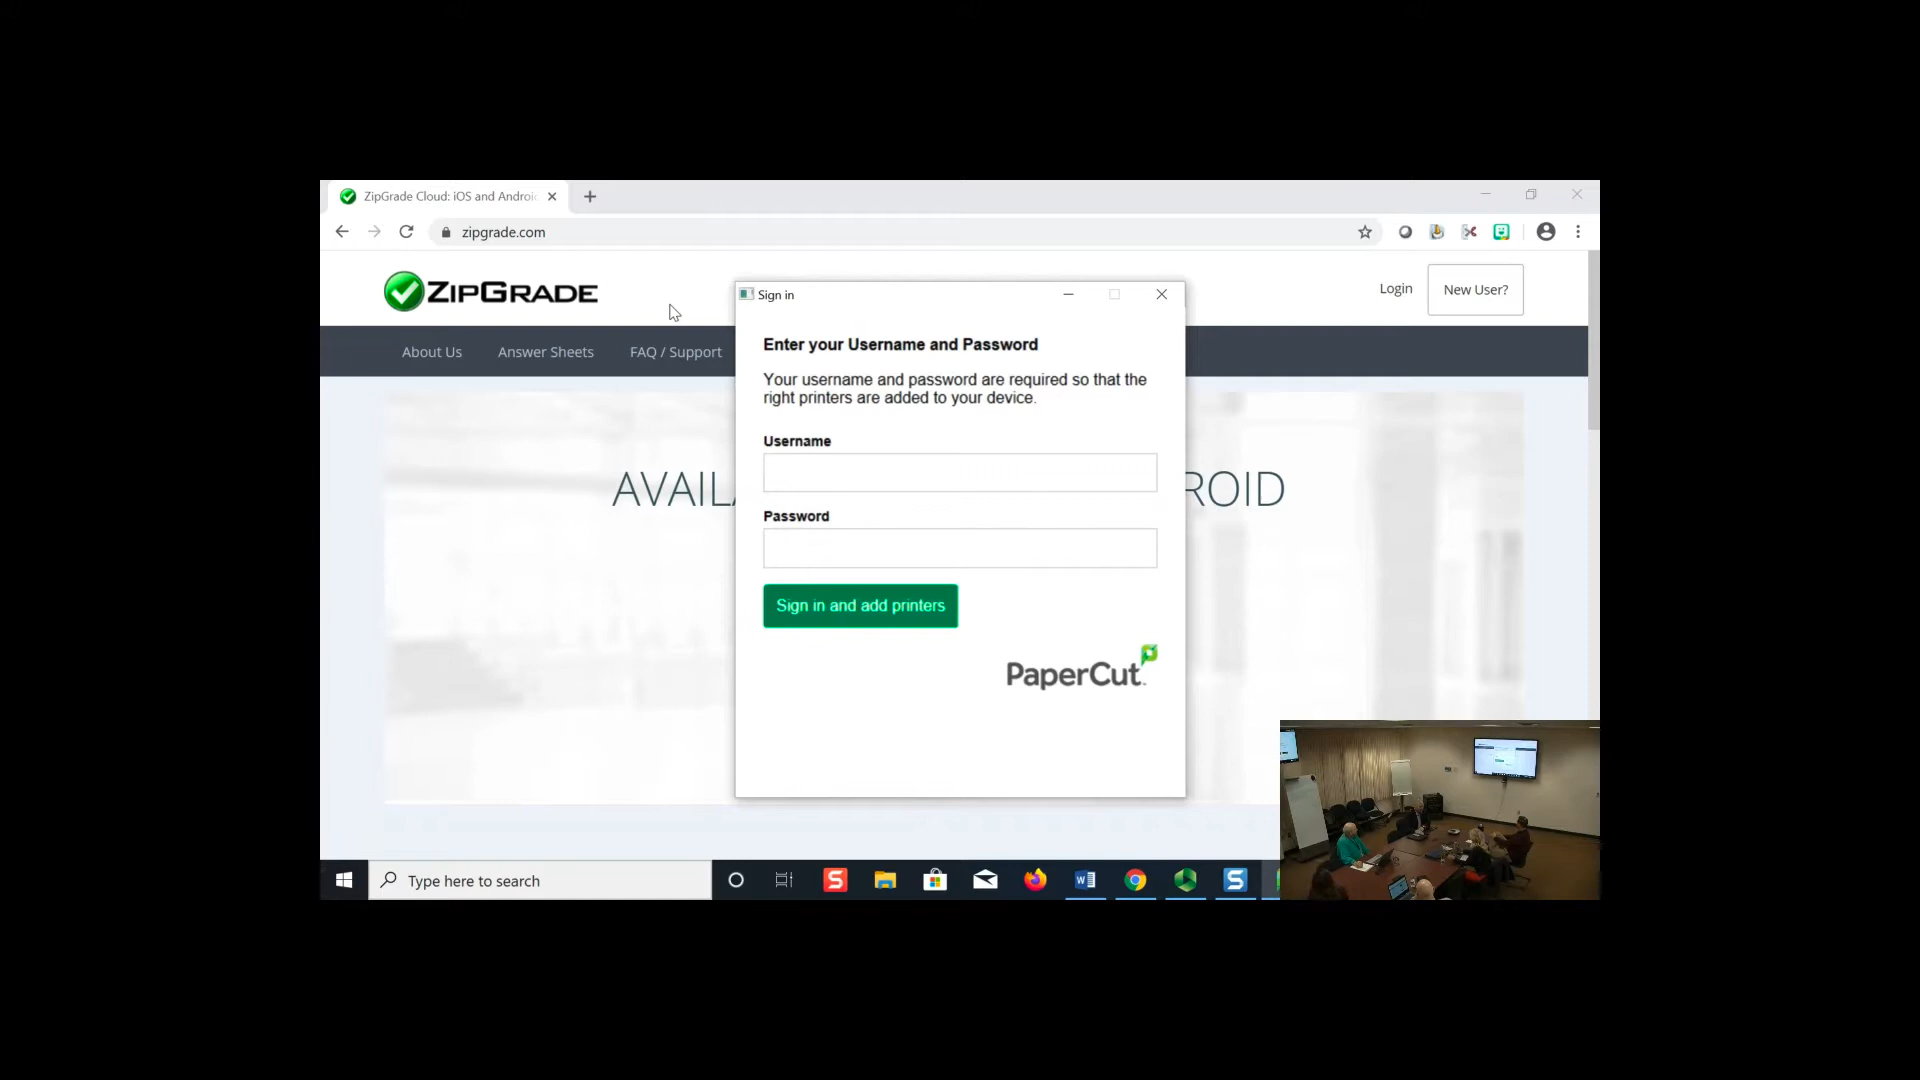 ZipGrade Cloud: iOS and Androi
zipgrade.com
ZIPGRADE
Login
New User?
About Us
Answer Sheets
FAQ / Support
AVAIL
ROID
Sign in
Enter your Username and Password
Your username and password are required so that the
right printers are added to your device.
Username
Password
Sign in and add printers
PaperCut
Type here to search